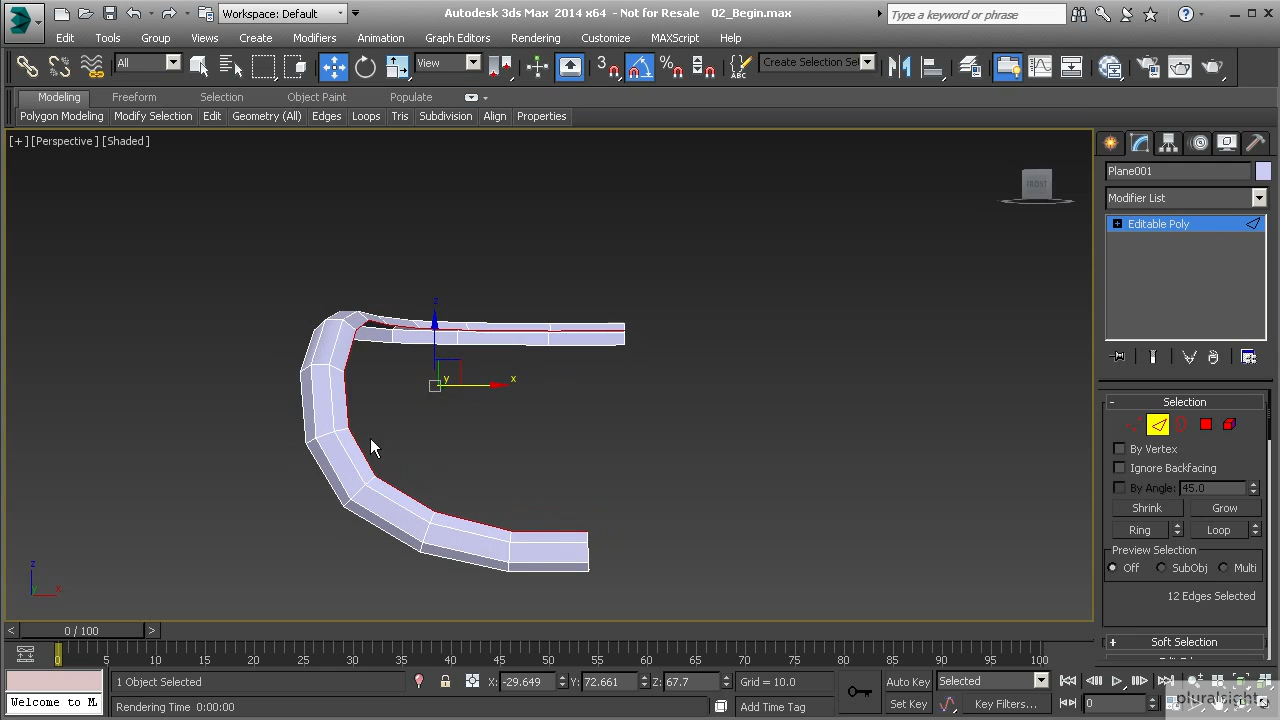 Autodesk 3ds Max 2014 x64 - Not for Resale 02_Begin.max
Workspace: Default
Type a keyword or phrase
Edit Tools Group Views Create Modifiers Animation Graph Editors Rendering Customize MAXScript Help
All View 3 Create Selection Se
Modeling Freeform Selection Object Paint Populate
Polygon Modeling Modify Selection Edit Geometry (All) Edges Loops Tris Subdivision Align Properties
[+] [Perspective] [Shaded]
FRONT
Plane001
Modifier List
Editable Poly
z
y x
- Selection
By Vertex
Ignore Backfacing
By Angle: 45.0
Shrink Grow
Ring Loop
Preview Selection
Off SubObj Multi
12 Edges Selected
+ Soft Selection
z
y x
< 0 / 100 >
0 5 10 15 20 25 30 35 40 45 50 55 60 65 70 75 80 85 90 95 100
1 Object Selected X: -29.649 Y: 72.661 Z: 67.7 Grid = 10.0 Auto Key Selected
Welcome to M Rendering Time 0:00:00 Add Time Tag Set Key Key Filters... 0
pluralsight